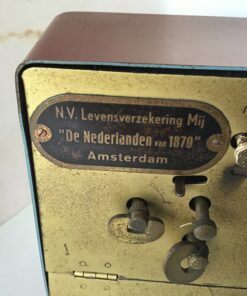 N.V. Levensverzekering Mij
"De Nederlanden van 1870"
Amsterdam